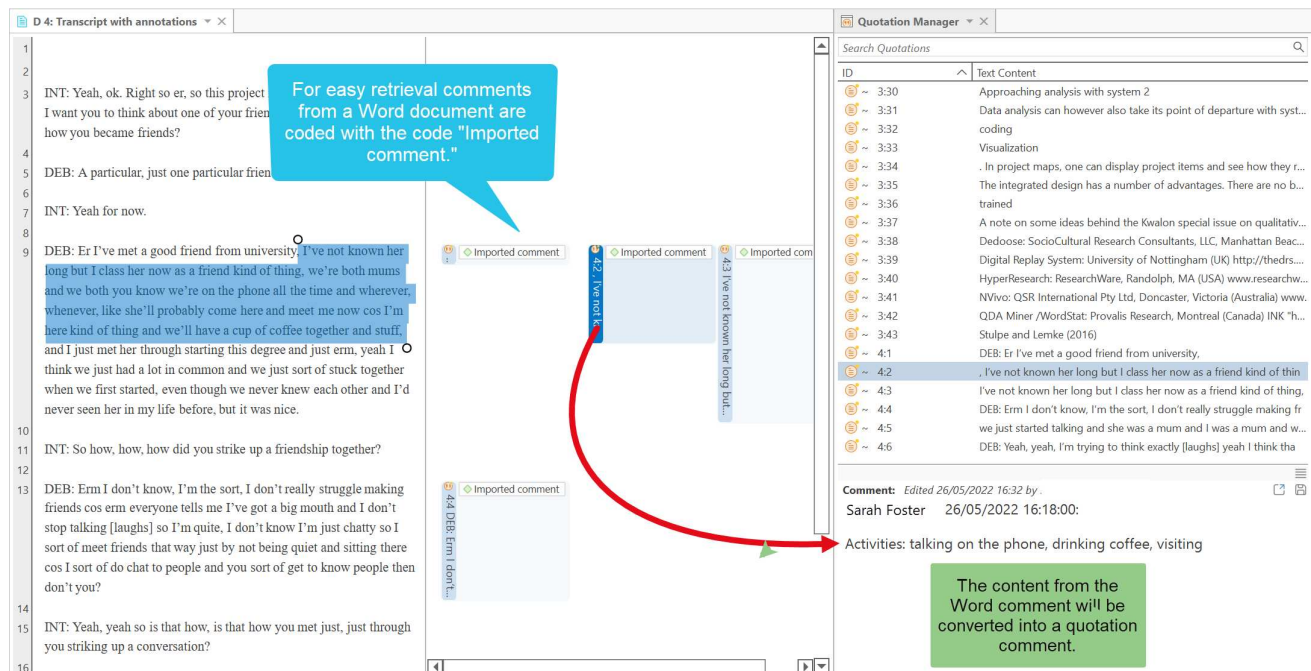 D 4: Transcript with annotations
1
2
3 INT: Yeah, ok. Right so er, so this project
I want you to think about one of your frien
how you became friends?
4
5 DEB: A particular, just one particular frien
6
7 INT: Yeah for now.
8
9 DEB: Er I've met a good friend from university, I've not known her
long but I class her now as a friend kind of thing, we're both mums
and we both you know we're on the phone all the time and wherever,
whenever, like she'll probably come here and meet me now cos I'm
here kind of thing and we'll have a cup of coffee together and stuff,
and I just met her through starting this degree and just erm, yeah I
think we just had a lot in common and we just sort of stuck together
when we first started, even though we never knew each other and I'd
never seen her in my life before, but it was nice.
10
11 INT: So how, how, how did you strike up a friendship together?
12
13 DEB: Erm I don't know, I'm the sort, I don't really struggle making
friends cos erm everyone tells me I've got a big mouth and I don't
stop talking [laughs] so I'm quite, I don't know I'm just chatty so I
sort of meet friends that way just by not being quiet and sitting there
cos I sort of do chat to people and you sort of get to know people then
don't you?
14
15 INT: Yeah, yeah so is that how, is that how you met just, just through
you striking up a conversation?
16
For easy retrieval comments
from a Word document are
coded with the code "Imported
comment."
Imported comment
4:2 , I've not k...
Imported comment
4:3 I've not known her long but...
Imported com
4:4 DEB: Erm I don't...
Imported comment
Quotation Manager
Search Quotations
ID Text Content
~ 3:30 Approaching analysis with system 2
~ 3:31 Data analysis can however also take its point of departure with syst...
~ 3:32 coding
~ 3:33 Visualization
~ 3:34 . In project maps, one can display project items and see how they r...
~ 3:35 The integrated design has a number of advantages. There are no b...
~ 3:36 trained
~ 3:37 A note on some ideas behind the Kwalon special issue on qualitativ...
~ 3:38 Dedoose: SocioCultural Research Consultants, LLC, Manhattan Beac...
~ 3:39 Digital Replay System: University of Nottingham (UK) http://thedrs....
~ 3:40 HyperResearch: ResearchWare, Randolph, MA (USA) www.researchw...
~ 3:41 NVivo: QSR International Pty Ltd, Doncaster, Victoria (Australia) www.
~ 3:42 QDA Miner /WordStat: Provalis Research, Montreal (Canada) INK "h...
~ 3:43 Stulpe and Lemke (2016)
~ 4:1 DEB: Er I've met a good friend from university,
~ 4:2 , I've not known her long but I class her now as a friend kind of thin
~ 4:3 I've not known her long but I class her now as a friend kind of thing,
~ 4:4 DEB: Erm I don't know, I'm the sort, I don't really struggle making fr
~ 4:5 we just started talking and she was a mum and I was a mum and w...
~ 4:6 DEB: Yeah, yeah, I'm trying to think exactly [laughs] yeah I think tha
Comment: Edited 26/05/2022 16:32 by .
Sarah Foster 26/05/2022 16:18:00:
Activities: talking on the phone, drinking coffee, visiting
The content from the
Word comment will be
converted into a quotation
comment.